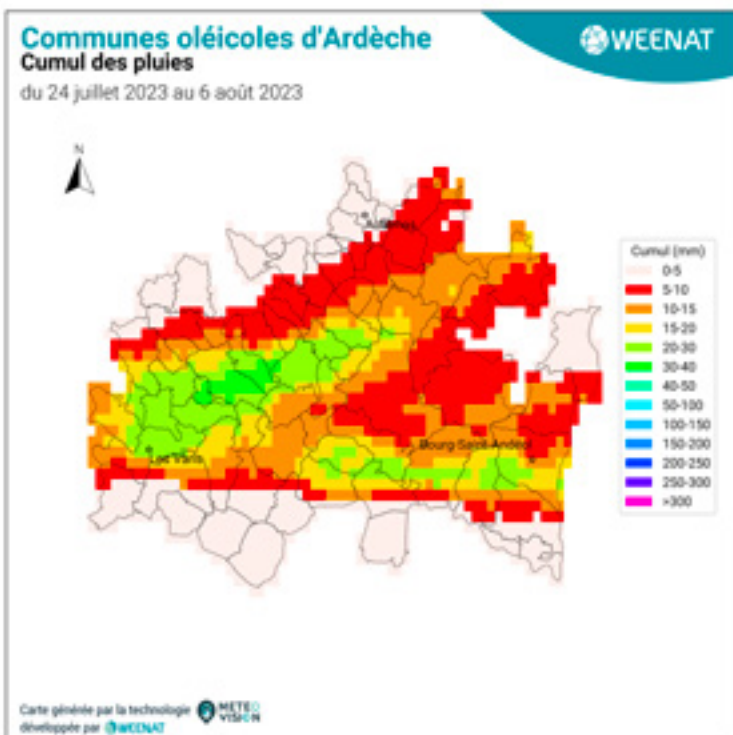 Communes oléicoles d'Ardèche
WEENAT
Cumul des pluies
du 24 juillet 2023 au 6 août 2023
N
Aubenas
Cumul (mm)
0-5
5-10
10-15
15-20
20-30
30-40
40-50
50-100
100-150
150-200
200-250
250-300
>300
Bourg-Saint-Andéol
Les Vans
Carte générée par la technologie METEO
VISION
développée par WEENAT